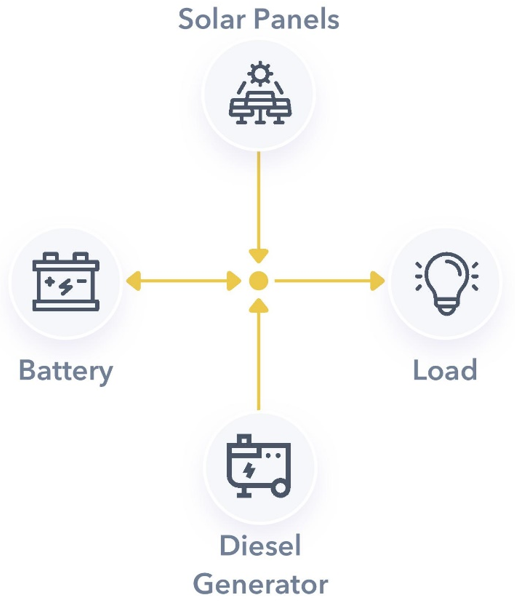 Solar Panels
Battery
Load
Diesel
Generator